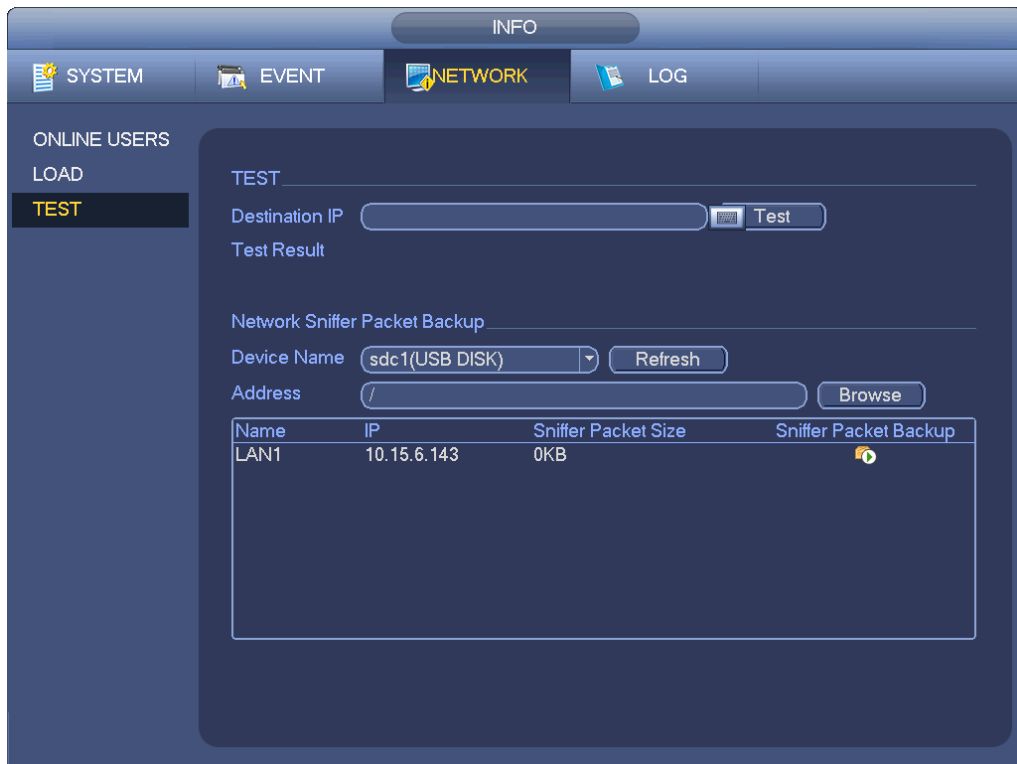 INFO
SYSTEM EVENT NETWORK LOG
ONLINE USERS
LOAD
TEST
TEST
Destination IP Test
Test Result
Network Sniffer Packet Backup
Device Name sdc1(USB DISK) Refresh
Address / Browse
Name IP Sniffer Packet Size Sniffer Packet Backup
LAN1 10.15.6.143 0KB